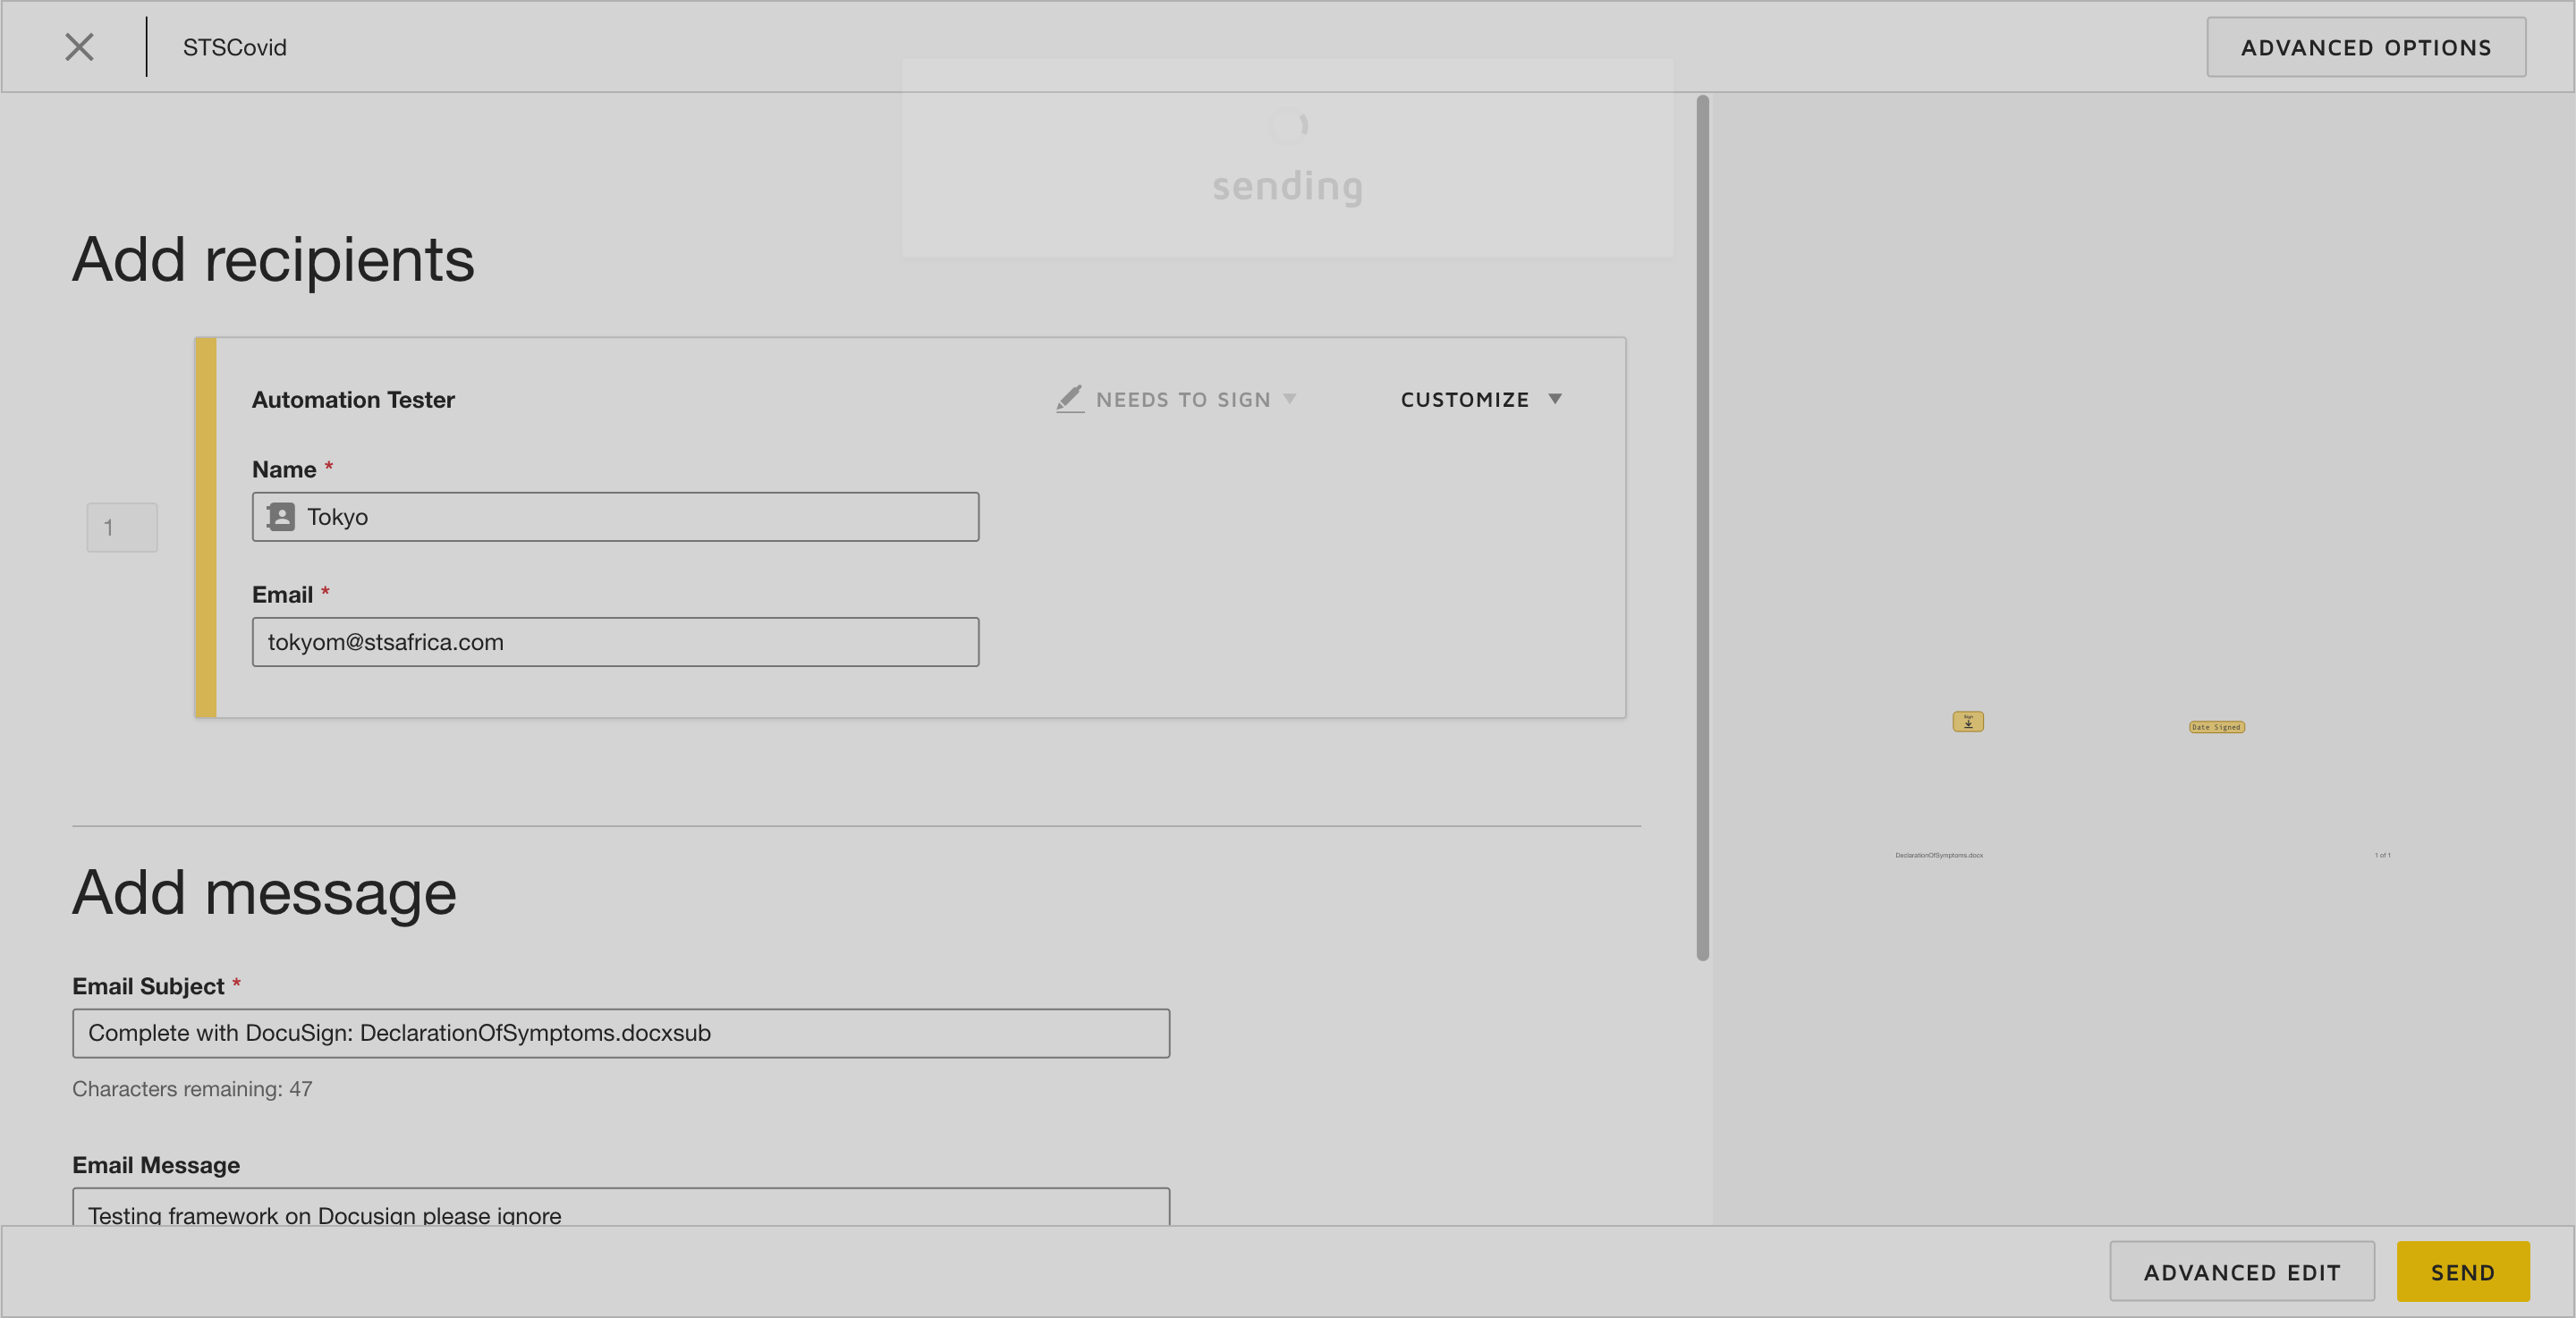 STSCovid
ADVANCED OPTIONS
sending
Add recipients
Automation Tester
NEEDS TO SIGN
CUSTOMIZE
Name *
1
Tokyo
Email *
tokyom@stsafrica.com
Sign
Date Signed
DeclarationOfSymptoms.docx
1 of 1
Add message
Email Subject *
Complete with DocuSign: DeclarationOfSymptoms.docxsub
Characters remaining: 47
Email Message
Testing framework on Docusign please ignore
ADVANCED EDIT
SEND